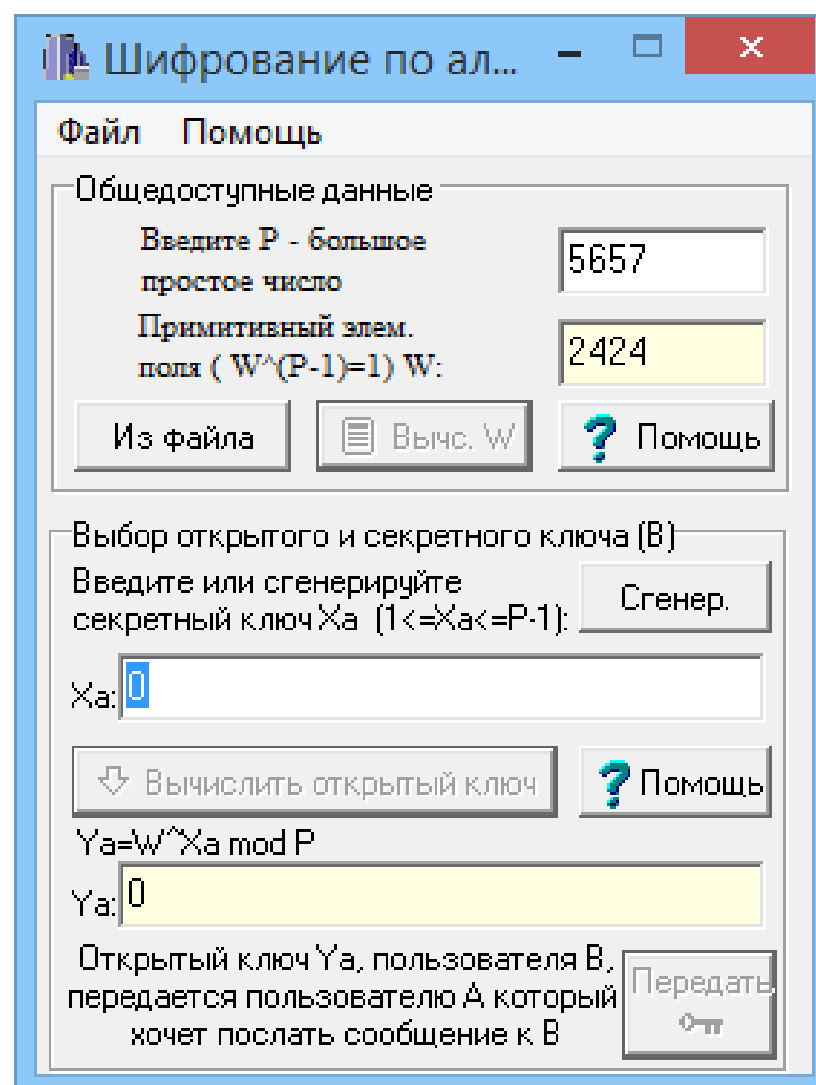 Шифрование по ал...
Файл Помощь
Общедоступные данные
Введите P - большое
простое число
5657
Примитивный элем.
поля ( W^(P-1)=1) W:
2424
Из файла Вычс. W ? Помощь
Выбор открытого и секретного ключа (B)
Введите или сгенерируйте
секретный ключ Xa (1<=Xa<=P-1):
Сгенер.
Xa: 0
Вычислить открытый ключ ? Помощь
Ya=W^Xa mod P
Ya: 0
Открытый ключ Ya, пользователя B,
передается пользователю A который
хочет послать сообщение к B
Передать